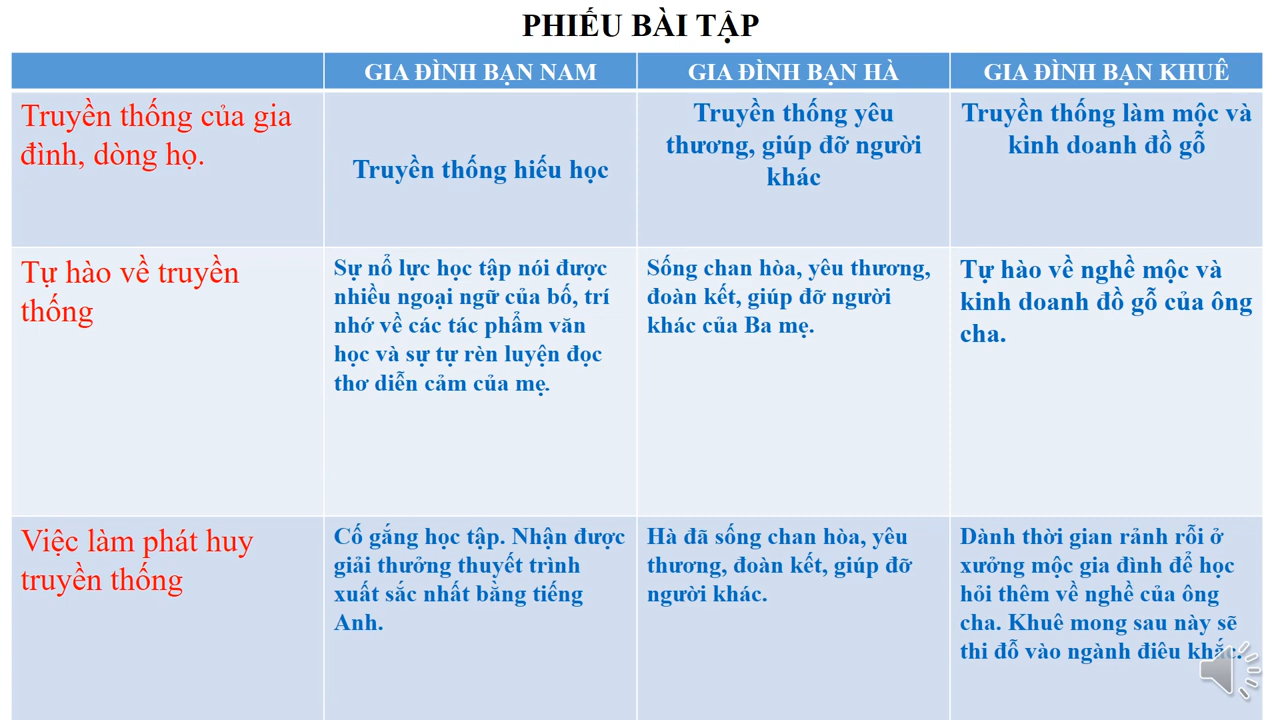 PHIẾU BÀI TẬP
GIA ĐÌNH BẠN NAM
GIA ĐÌNH BẠN HÀ
GIA ĐÌNH BẠN KHUÊ
Truyền thống của gia
đình, dòng họ.
Truyền thống hiếu học
Truyền thống yêu
thương, giúp đỡ người
khác
Truyền thống làm mộc và
kinh doanh đồ gỗ
Tự hào về truyền
thống
Sự nổ lực học tập nói được
nhiều ngoại ngữ của bố, trí
nhớ về các tác phẩm văn
học và sự tự rèn luyện đọc
thơ diễn cảm của mẹ.
Sống chan hòa, yêu thương,
đoàn kết, giúp đỡ người
khác của Ba mẹ.
Tự hào về nghề mộc và
kinh doanh đồ gỗ của ông
cha.
Việc làm phát huy
truyền thống
Cố gắng học tập. Nhận được
giải thưởng thuyết trình
xuất sắc nhất bằng tiếng
Anh.
Hà đã sống chan hòa, yêu
thương, đoàn kết, giúp đỡ
người khác.
Dành thời gian rảnh rỗi ở
xưởng mộc gia đình để học
hỏi thêm về nghề của ông
cha. Khuê mong sau này sẽ
thi đỗ vào ngành điêu khắc.